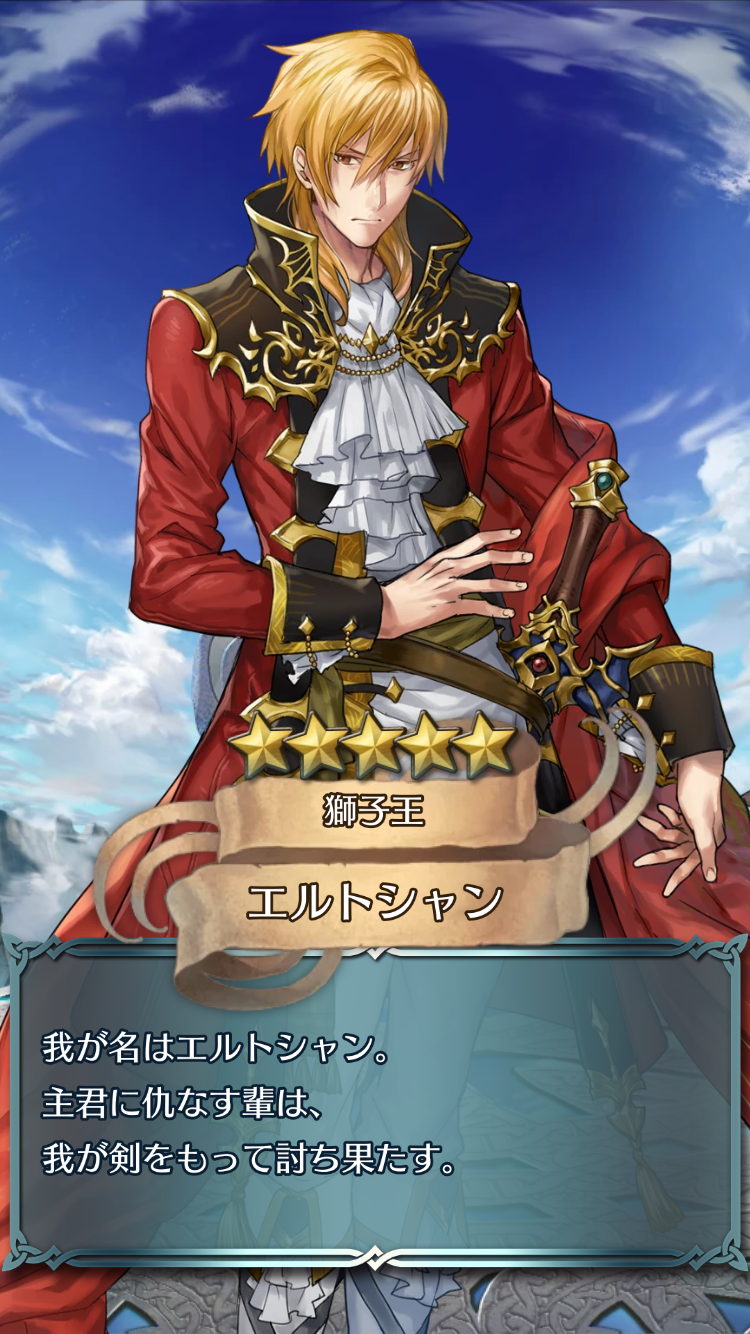 獅子王
エルトシャン
我が名はエルトシャン。
主君に仇なす輩は、
我が剣をもって討ち果たす。